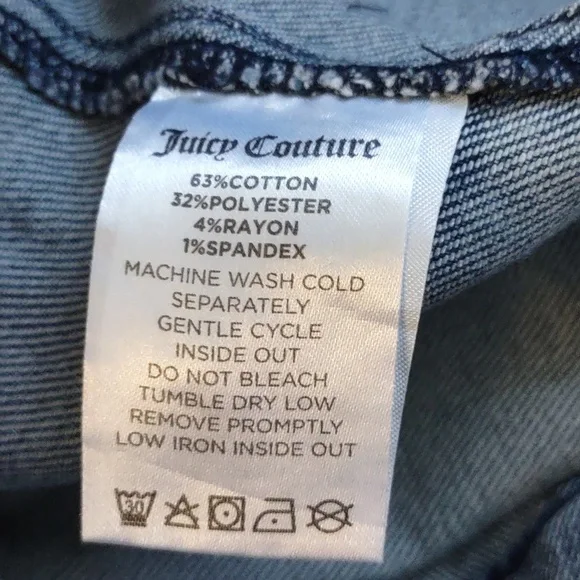 Juicy Couture
63%COTTON
32%POLYESTER
4%RAYON
1%SPANDEX
MACHINE WASH COLD
SEPARATELY
GENTLE CYCLE
INSIDE OUT
DO NOT BLEACH
TUMBLE DRY LOW
REMOVE PROMPTLY
LOW IRON INSIDE OUT
30